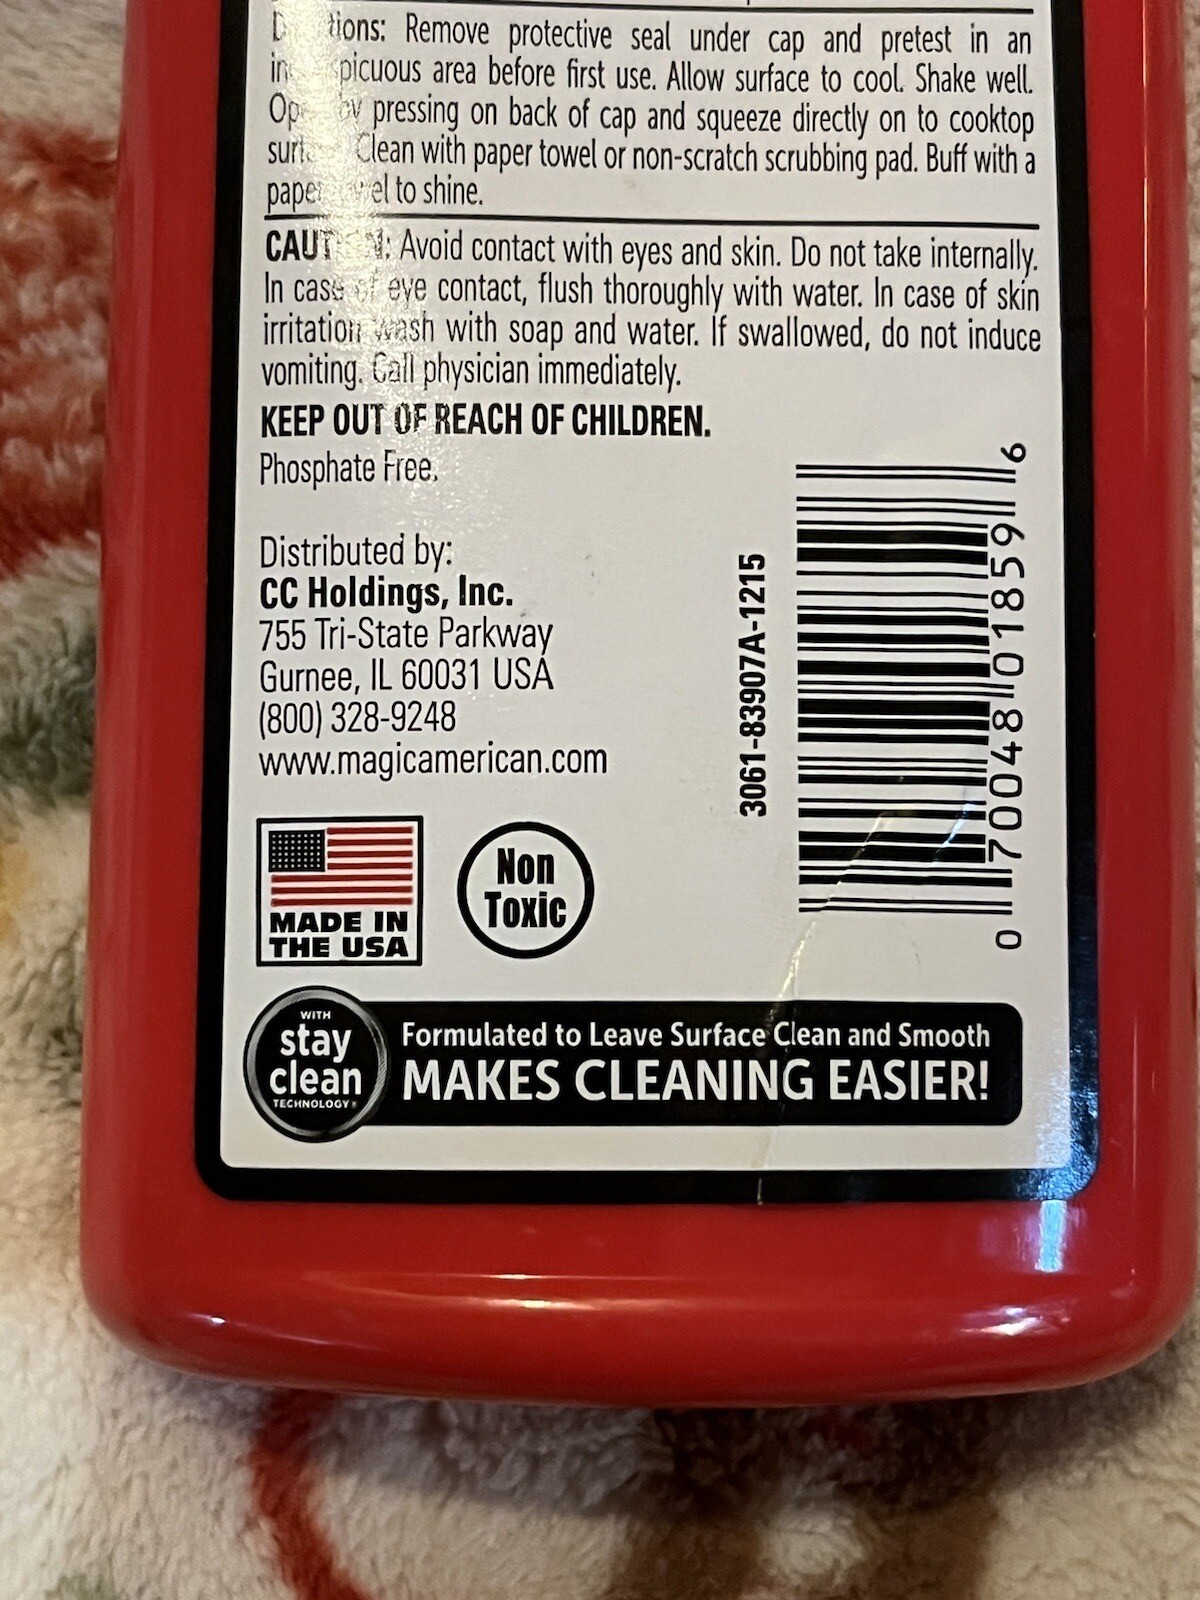 Remove protective seal under cap and pretest in an
area before first use. Allow surface to cool. Shake well.
pressing on back of cap and squeeze directly on to cooktop
Clean with paper towel or non-scratch scrubbing pad. Buff with a
to shine.
Avoid contact with eyes and skin. Do not take internally.
In case of eye contact, flush thoroughly with water. In case of skin
irritation wash with soap and water. If swallowed, do not induce
vomiting. Call physician immediately.
KEEP OUT OF REACH OF CHILDREN.
Phosphate Free.
Distributed by:
CC Holdings, Inc.
755 Tri-State Parkway
Gurnee, IL 60031 USA
(800) 328-9248
www.magicamerican.com
3061-83907A-1215
0 70048 01859 6
MADE IN
THE USA
Non
Toxic
WITH
stay
clean
TECHNOLOGY®
Formulated to Leave Surface Clean and Smooth
MAKES CLEANING EASIER!